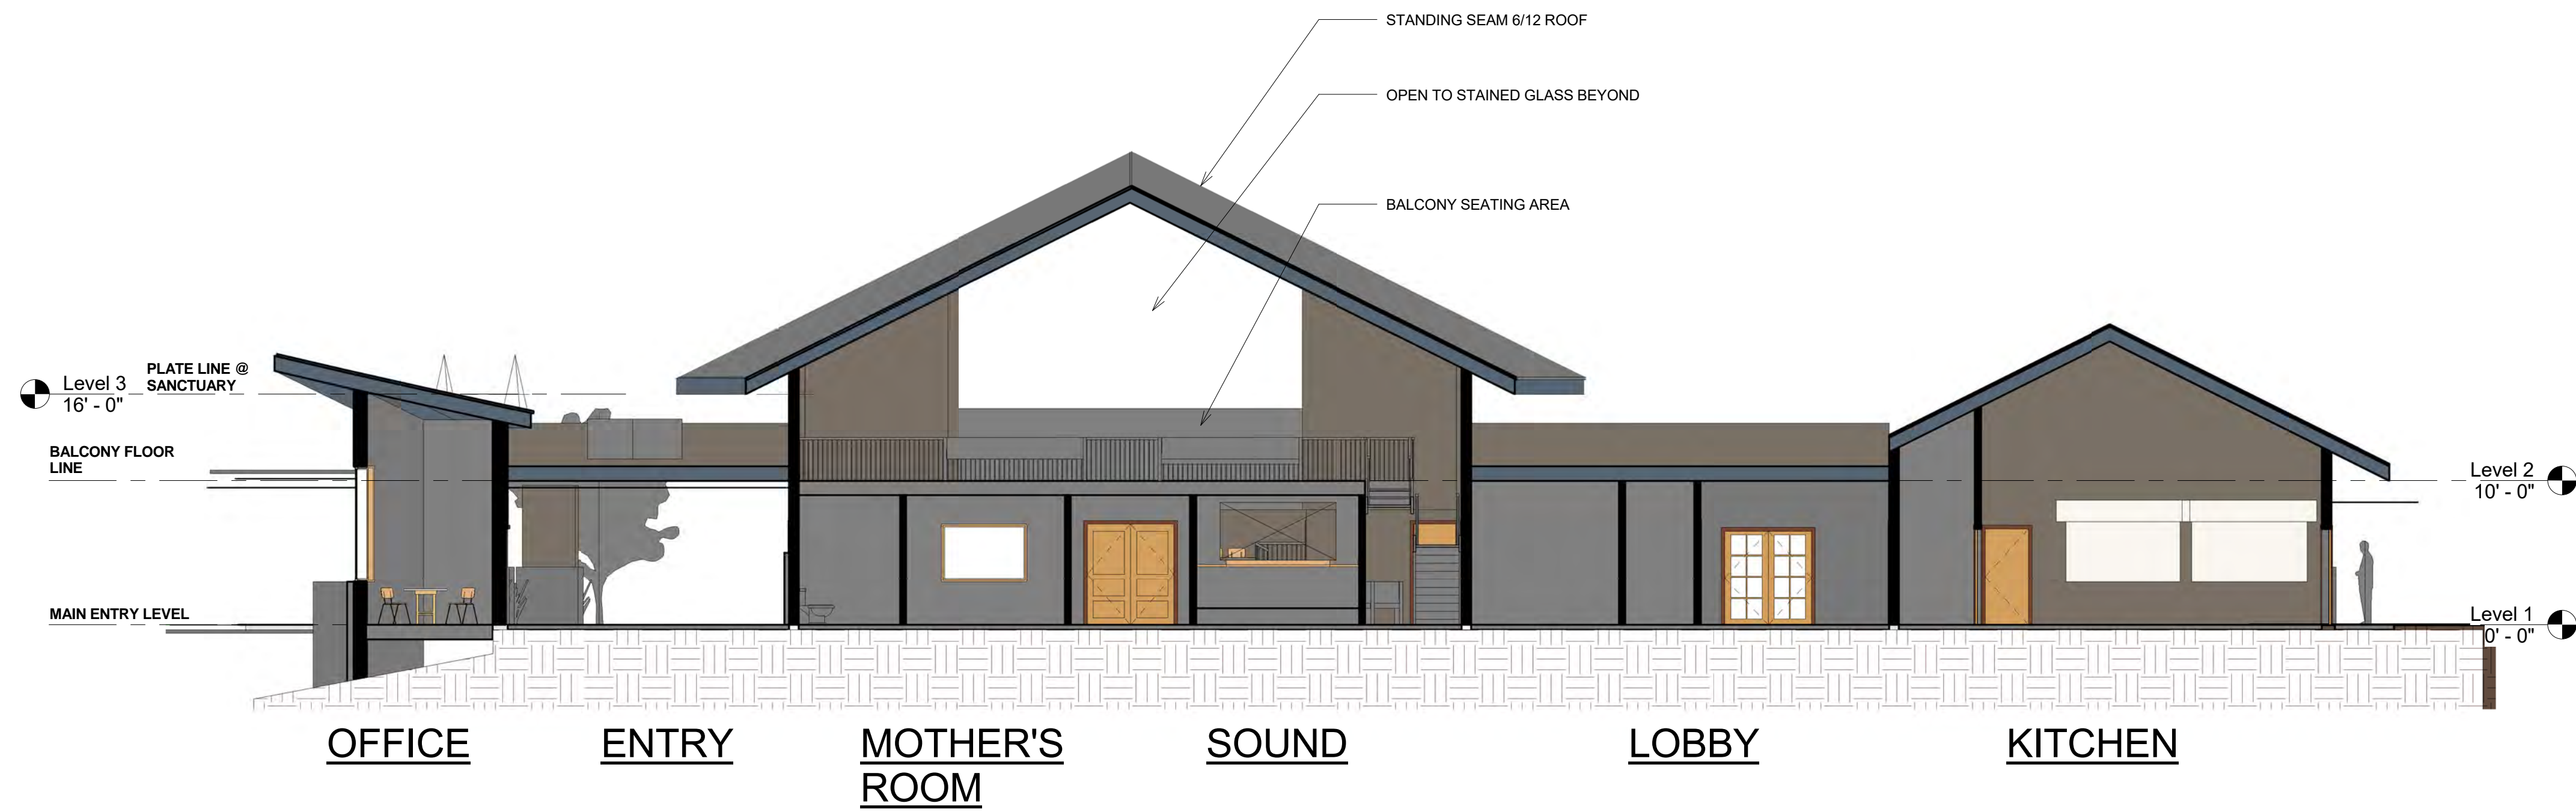 STANDING SEAM 6/12 ROOF
OPEN TO STAINED GLASS BEYOND
BALCONY SEATING AREA
PLATE LINE @
SANCTUARY
Level 3
16' - 0"
BALCONY FLOOR
LINE
Level 2
10' - 0"
MAIN ENTRY LEVEL
Level 1
0' - 0"
OFFICE
ENTRY
MOTHER'S
ROOM
SOUND
LOBBY
KITCHEN